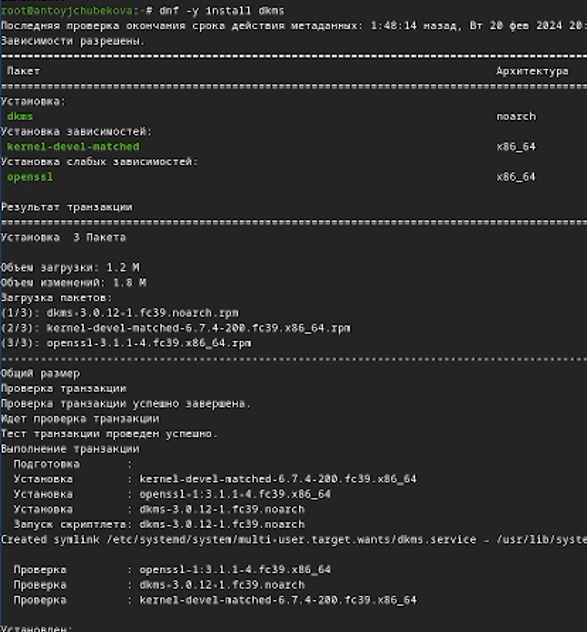 root@antoyjchubekova:~# dnf -y install dkms
Последняя проверка окончания срока действия метаданных: 1:48:14 назад, Вт 20 фев 2024 20:
Зависимости разрешены.
Пакет Архитектура
Установка:
dkms noarch
Установка зависимостей:
kernel-devel-matched x86_64
Установка слабых зависимостей:
openssl x86_64
Результат транзакции
Установка 3 Пакета
Объем загрузки: 1.2 M
Объем изменений: 1.8 M
Загрузка пакетов:
(1/3): dkms-3.0.12-1.fc39.noarch.rpm
(2/3): kernel-devel-matched-6.7.4-200.fc39.x86_64.rpm
(3/3): openssl-3.1.1-4.fc39.x86_64.rpm
Общий размер
Проверка транзакции
Проверка транзакции успешно завершена.
Идет проверка транзакции
Тест транзакции проведен успешно.
Выполнение транзакции
Подготовка :
Установка : kernel-devel-matched-6.7.4-200.fc39.x86_64
Установка : openssl-1:3.1.1-4.fc39.x86_64
Установка : dkms-3.0.12-1.fc39.noarch
Запуск скриптлета: dkms-3.0.12-1.fc39.noarch
Created symlink /etc/systemd/system/multi-user.target.wants/dkms.service → /usr/lib/syste
Проверка : openssl-1:3.1.1-4.fc39.x86_64
Проверка : dkms-3.0.12-1.fc39.noarch
Проверка : kernel-devel-matched-6.7.4-200.fc39.x86_64
Установлен: